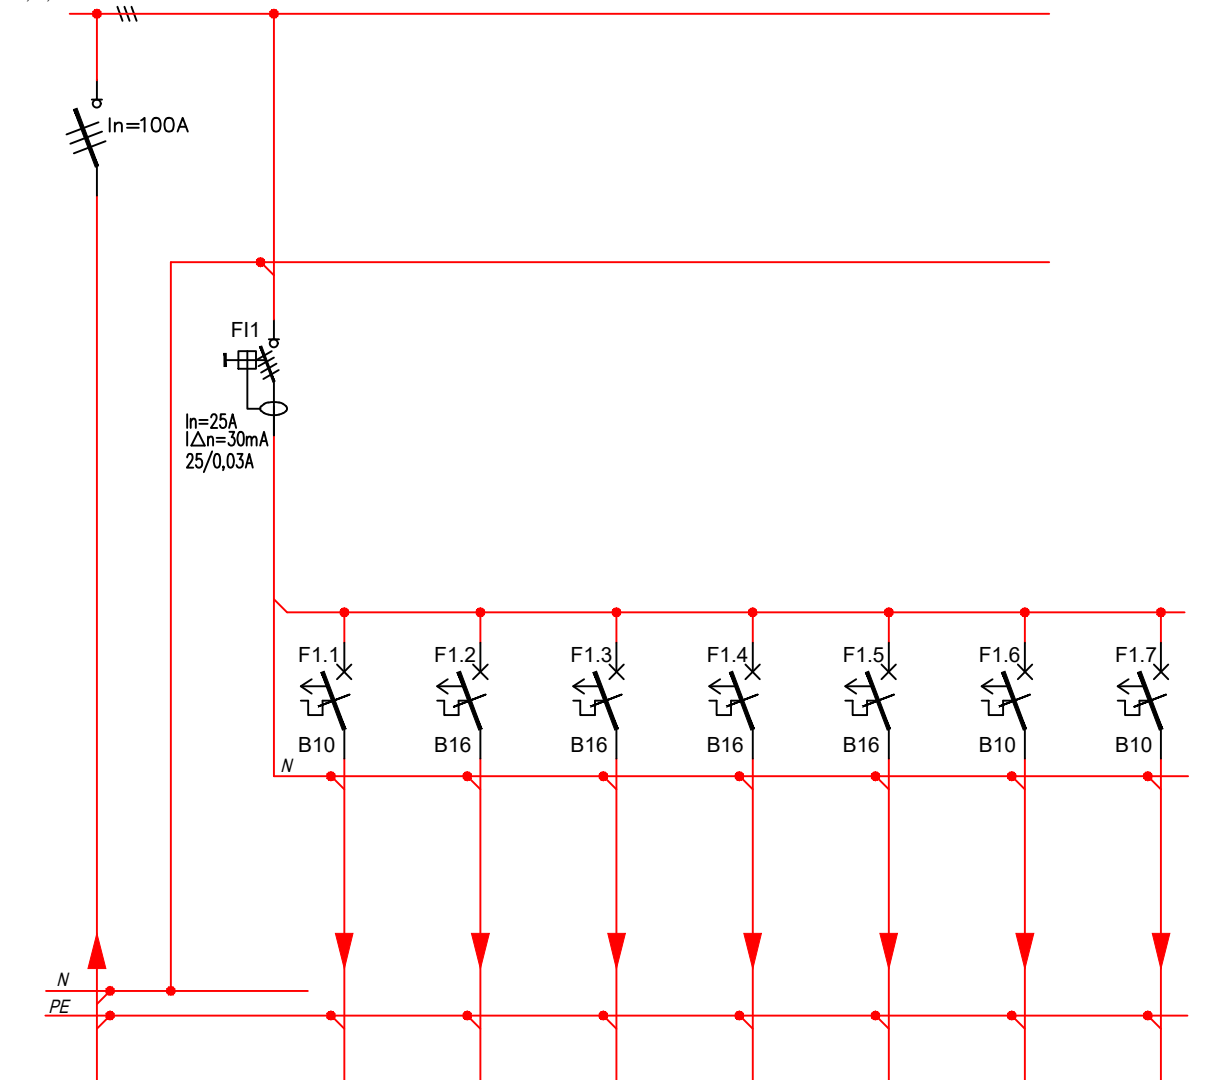 In=100A
FI1
In=25A
I△n=30mA
25/0,03A
F1.1 F1.2 F1.3 F1.4 F1.5 F1.6 F1.7
B10 B16 B16 B16 B16 B10 B10
N
N
PE